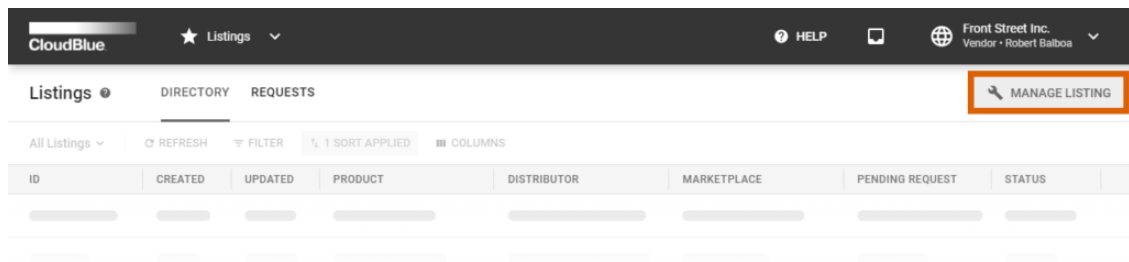 CloudBlue
Listings
HELP
Front Street Inc.
Vendor • Robert Balboa
Listings
DIRECTORY
REQUESTS
MANAGE LISTING
All Listings
REFRESH
FILTER
1 SORT APPLIED
COLUMNS
ID
CREATED
UPDATED
PRODUCT
DISTRIBUTOR
MARKETPLACE
PENDING REQUEST
STATUS